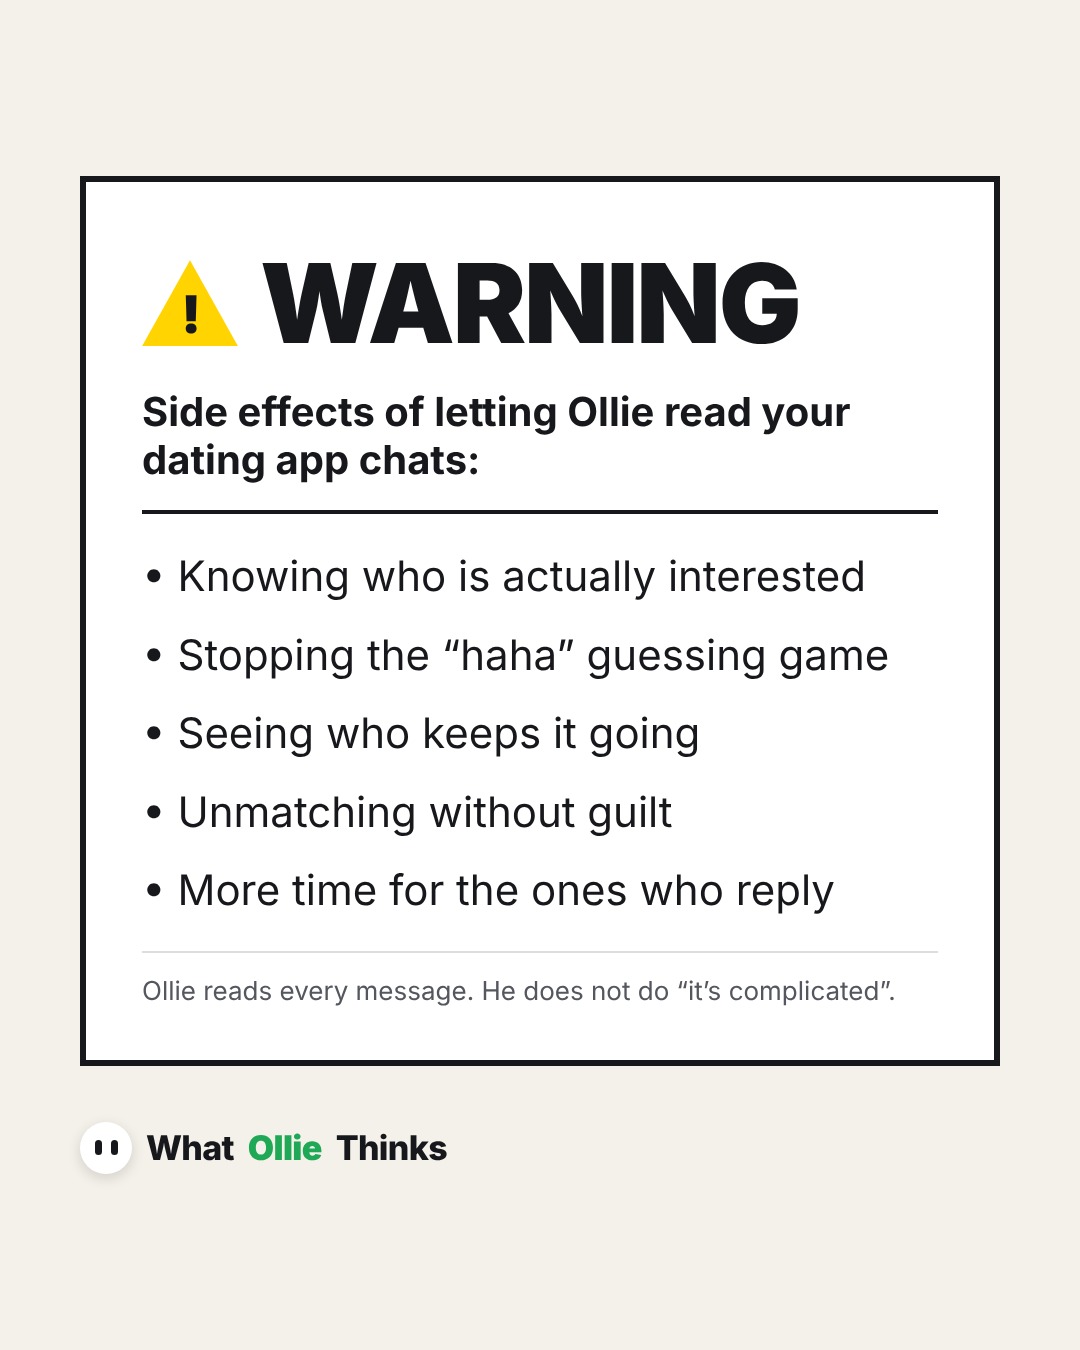 ! WARNING
Side effects of letting Ollie read your
dating app chats:
• Knowing who is actually interested
• Stopping the “haha” guessing game
• Seeing who keeps it going
• Unmatching without guilt
• More time for the ones who reply
Ollie reads every message. He does not do “it’s complicated”.
What Ollie Thinks